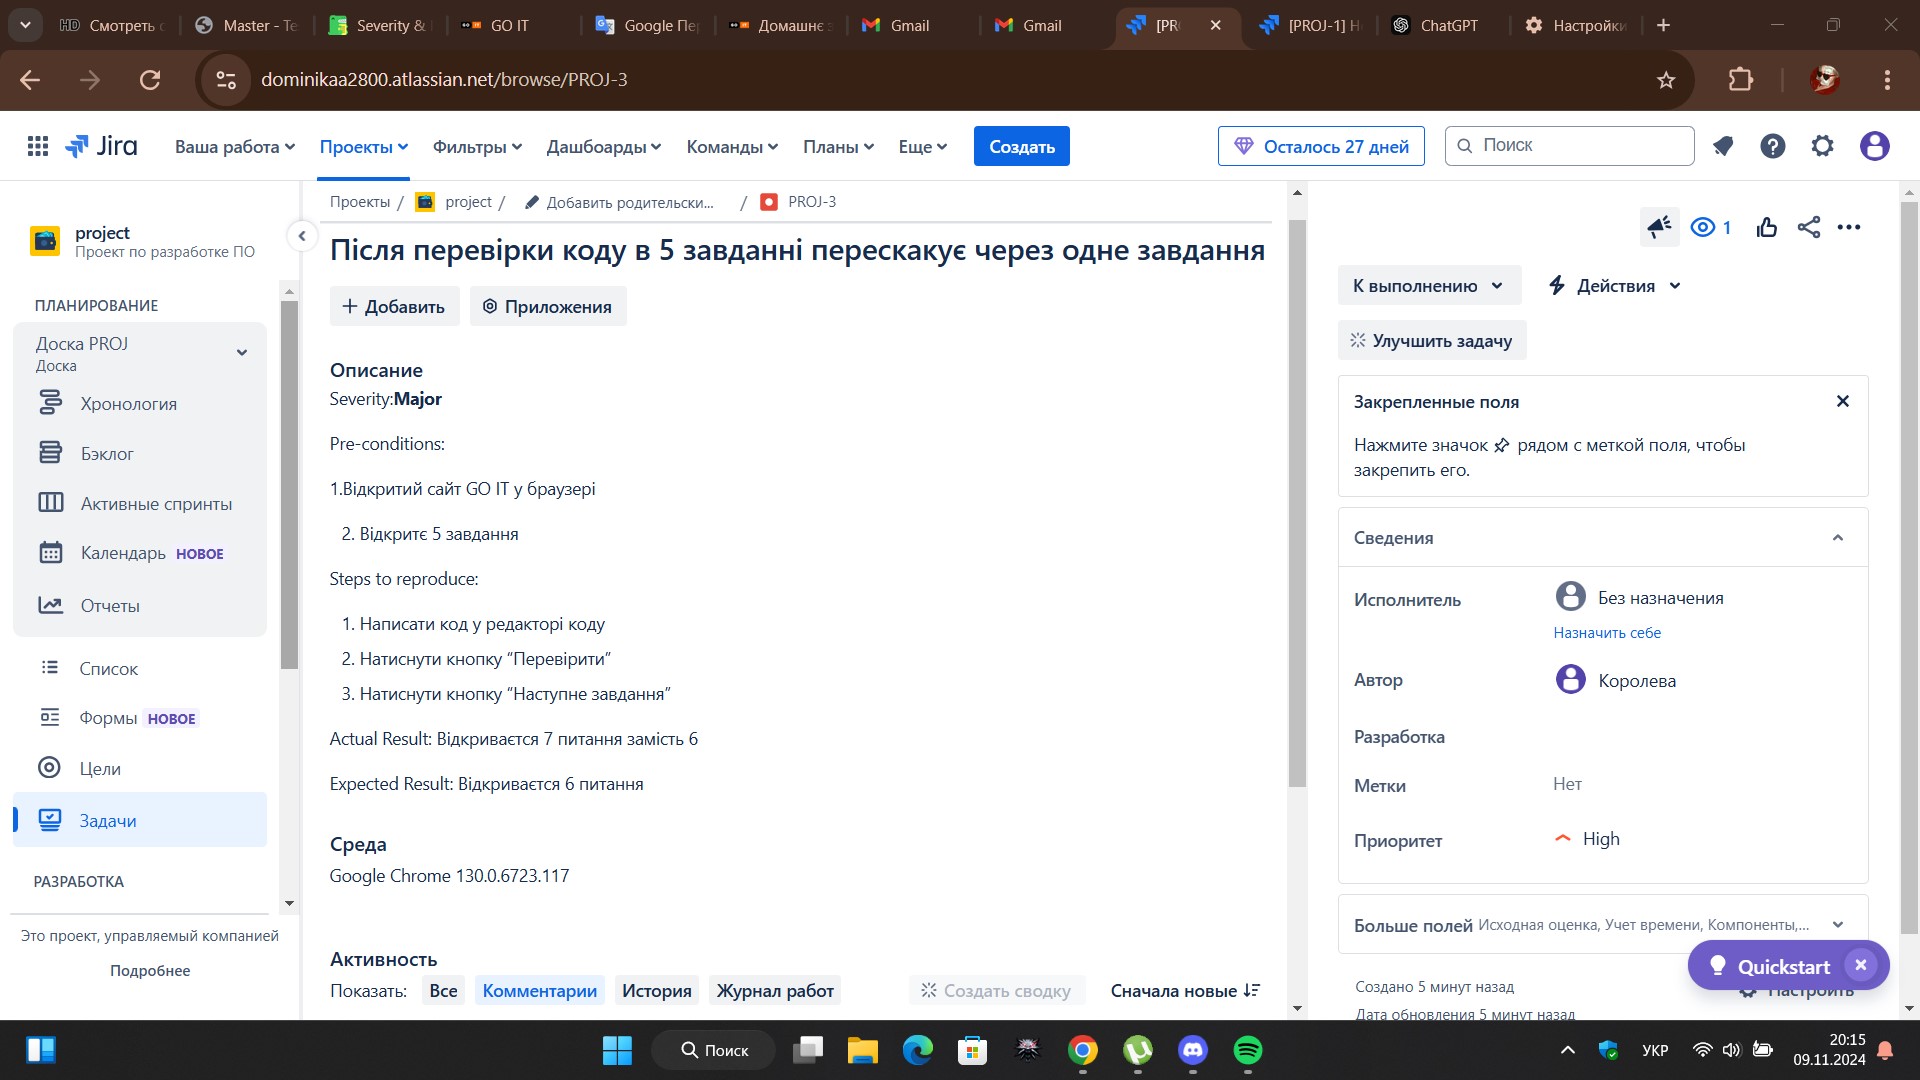 HD Смотреть с
Master - Te
Severity &
GO IT
Google Пе
Домашнє з
Gmail
Gmail
[PR
[PROJ-1] Н
ChatGPT
Настройки
dominikaa2800.atlassian.net/browse/PROJ-3
Jira
Ваша работа
Проекты
Фильтры
Дашбоарды
Команды
Планы
Еще
Создать
Осталось 27 дней
Поиск
project
Проект по разработке ПО
ПЛАНИРОВАНИЕ
Доска PROJ
Доска
Хронология
Бэклог
Активные спринты
Календарь НОВОЕ
Отчеты
Список
Формы НОВОЕ
Цели
Задачи
РАЗРАБОТКА
Это проект, управляемый компанией
Подробнее
Проекты / project / Добавить родительски... / PROJ-3
Після перевірки коду в 5 завданні перескакує через одне завдання
Добавить
Приложения
Описание
Severity:Major
Pre-conditions:
1.Відкритий сайт GO IT у браузері
2. Відкрите 5 завдання
Steps to reproduce:
1. Написати код у редакторі коду
2. Натиснути кнопку “Перевірити”
3. Натиснути кнопку “Наступне завдання”
Actual Result: Відкриваєтся 7 питання замість 6
Expected Result: Відкриваєтся 6 питання
Среда
Google Chrome 130.0.6723.117
Активность
Показать: Все Комментарии История Журнал работ Создать сводку Сначала новые
1
К выполнению
Действия
Улучшить задачу
Закрепленные поля
Нажмите значок рядом с меткой поля, чтобы
закрепить его.
Сведения
Исполнитель
Без назначения
Назначить себе
Автор
Королева
Разработка
Метки
Нет
Приоритет
High
Больше полей Исходная оценка, Учет времени, Компоненты,...
Quickstart
Создано 5 минут назад
Настроить
Дата обновления 5 минут назад
Поиск
УКР
20:15
09.11.2024